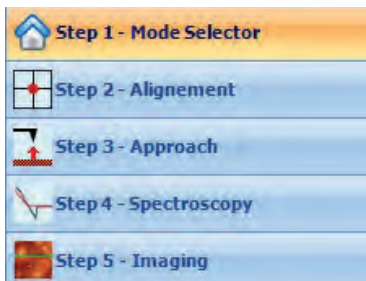 Step 1 - Mode Selector
Step 2 - Alignement
Step 3 - Approach
Step 4 - Spectroscopy
Step 5 - Imaging